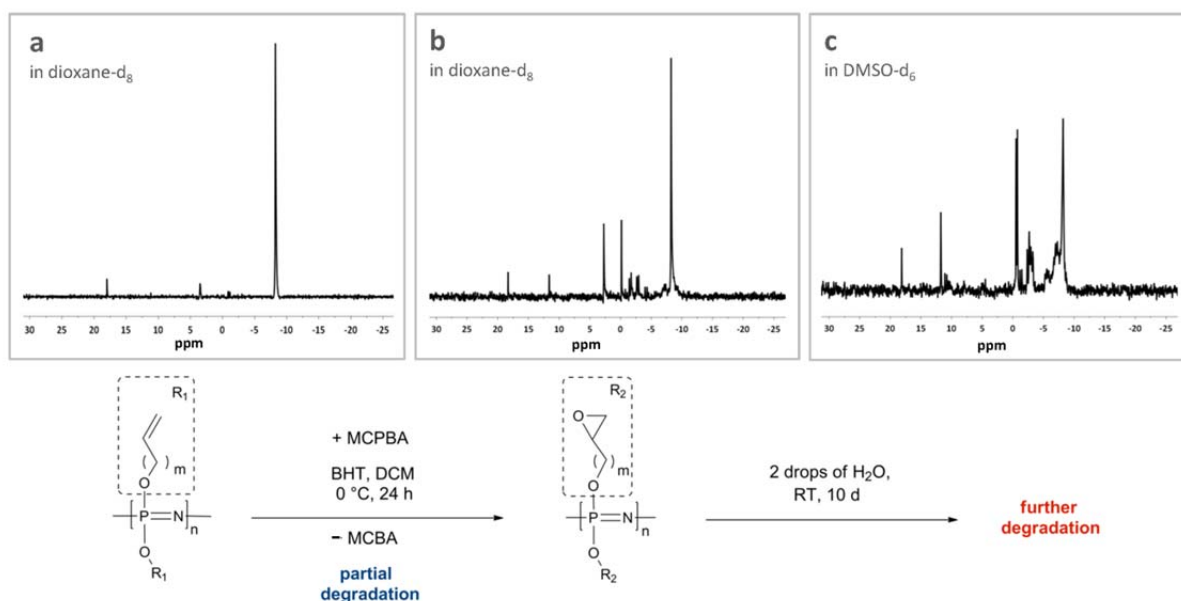 a
in dioxane-d8
30 25 20 15 10 5 0 -5 -10 -15 -20 -25
ppm
b
in dioxane-d8
30 25 20 15 10 5 0 -5 -10 -15 -20 -25
ppm
c
in DMSO-d6
30 25 20 15 10 5 0 -5 -10 -15 -20 -25
ppm
R1
( )m
O
P=N
n
O
R1
+ MCPBA
BHT, DCM
0 °C, 24 h
– MCBA
partial
degradation
R2
O
( )m
O
P=N
n
O
R2
2 drops of H2O,
RT, 10 d
further
degradation